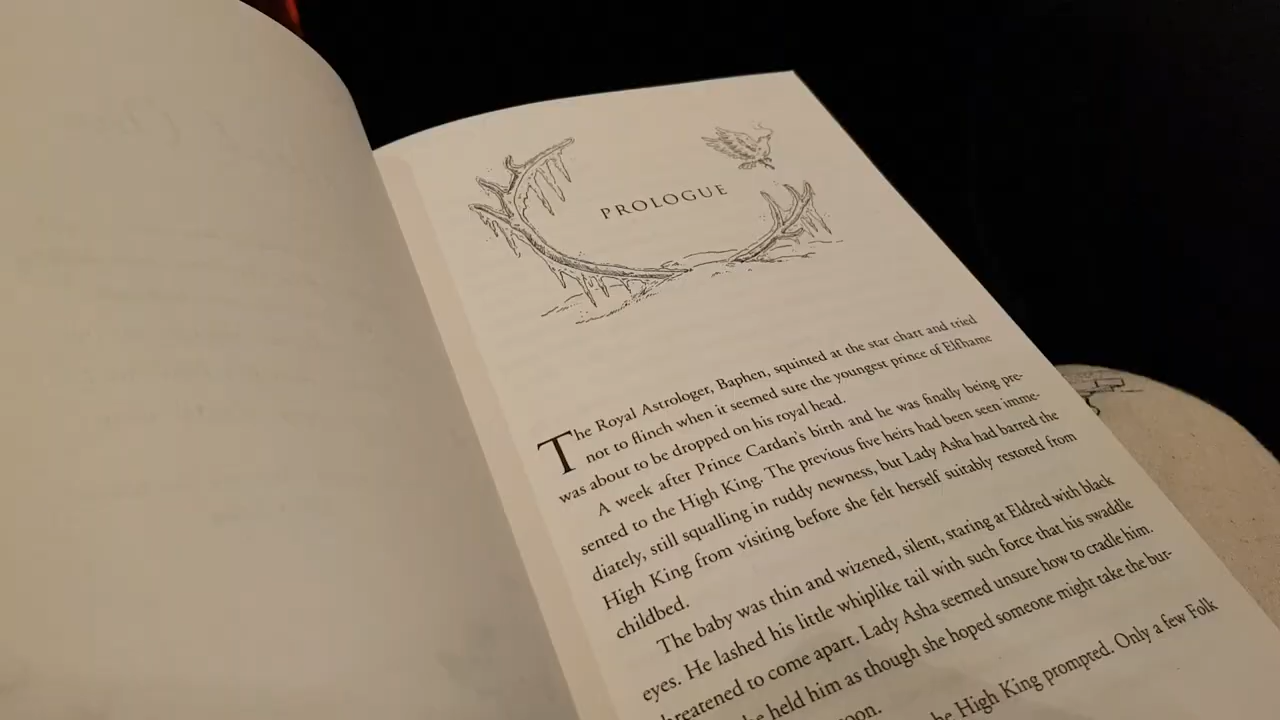 PROLOGUE
The Royal Astrologer, Baphen, squinted at the star chart and tried
not to flinch when it seemed sure the youngest prince of Elfhame
was about to be dropped on his royal head.
A week after Prince Cardan's birth and he was finally being pre-
sented to the High King. The previous five heirs had been seen imme-
diately, still squalling in ruddy newness, but Lady Asha had barred the
High King from visiting before she felt herself suitably restored from
childbed.
The baby was thin and wizened, silent, staring at Eldred with black
eyes. He lashed his little whiplike tail with such force that his swaddle
hreatened to come apart. Lady Asha seemed unsure how to cradle him.
he held him as though she hoped someone might take the bur-
oon.
he High King prompted. Only a few Folk